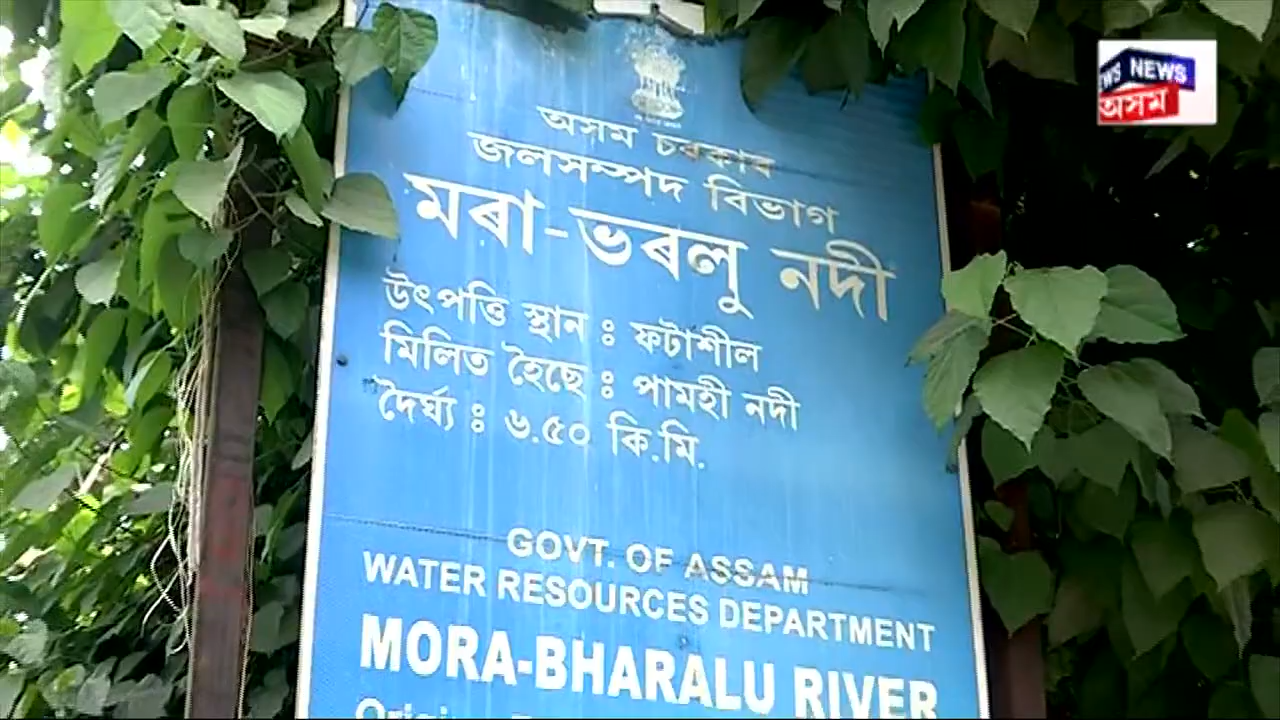 অসম চৰকাৰ
জলসম্পদ বিভাগ
মৰা-ভৰলু নদী
উৎপত্তি স্থান : ফটাশীল
মিলিত হৈছে : পামহী নদী
দৈৰ্ঘ্য : ৬.৫০ কি.মি.
GOVT. OF ASSAM
WATER RESOURCES DEPARTMENT
MORA-BHARALU RIVER
NEWS
অসম